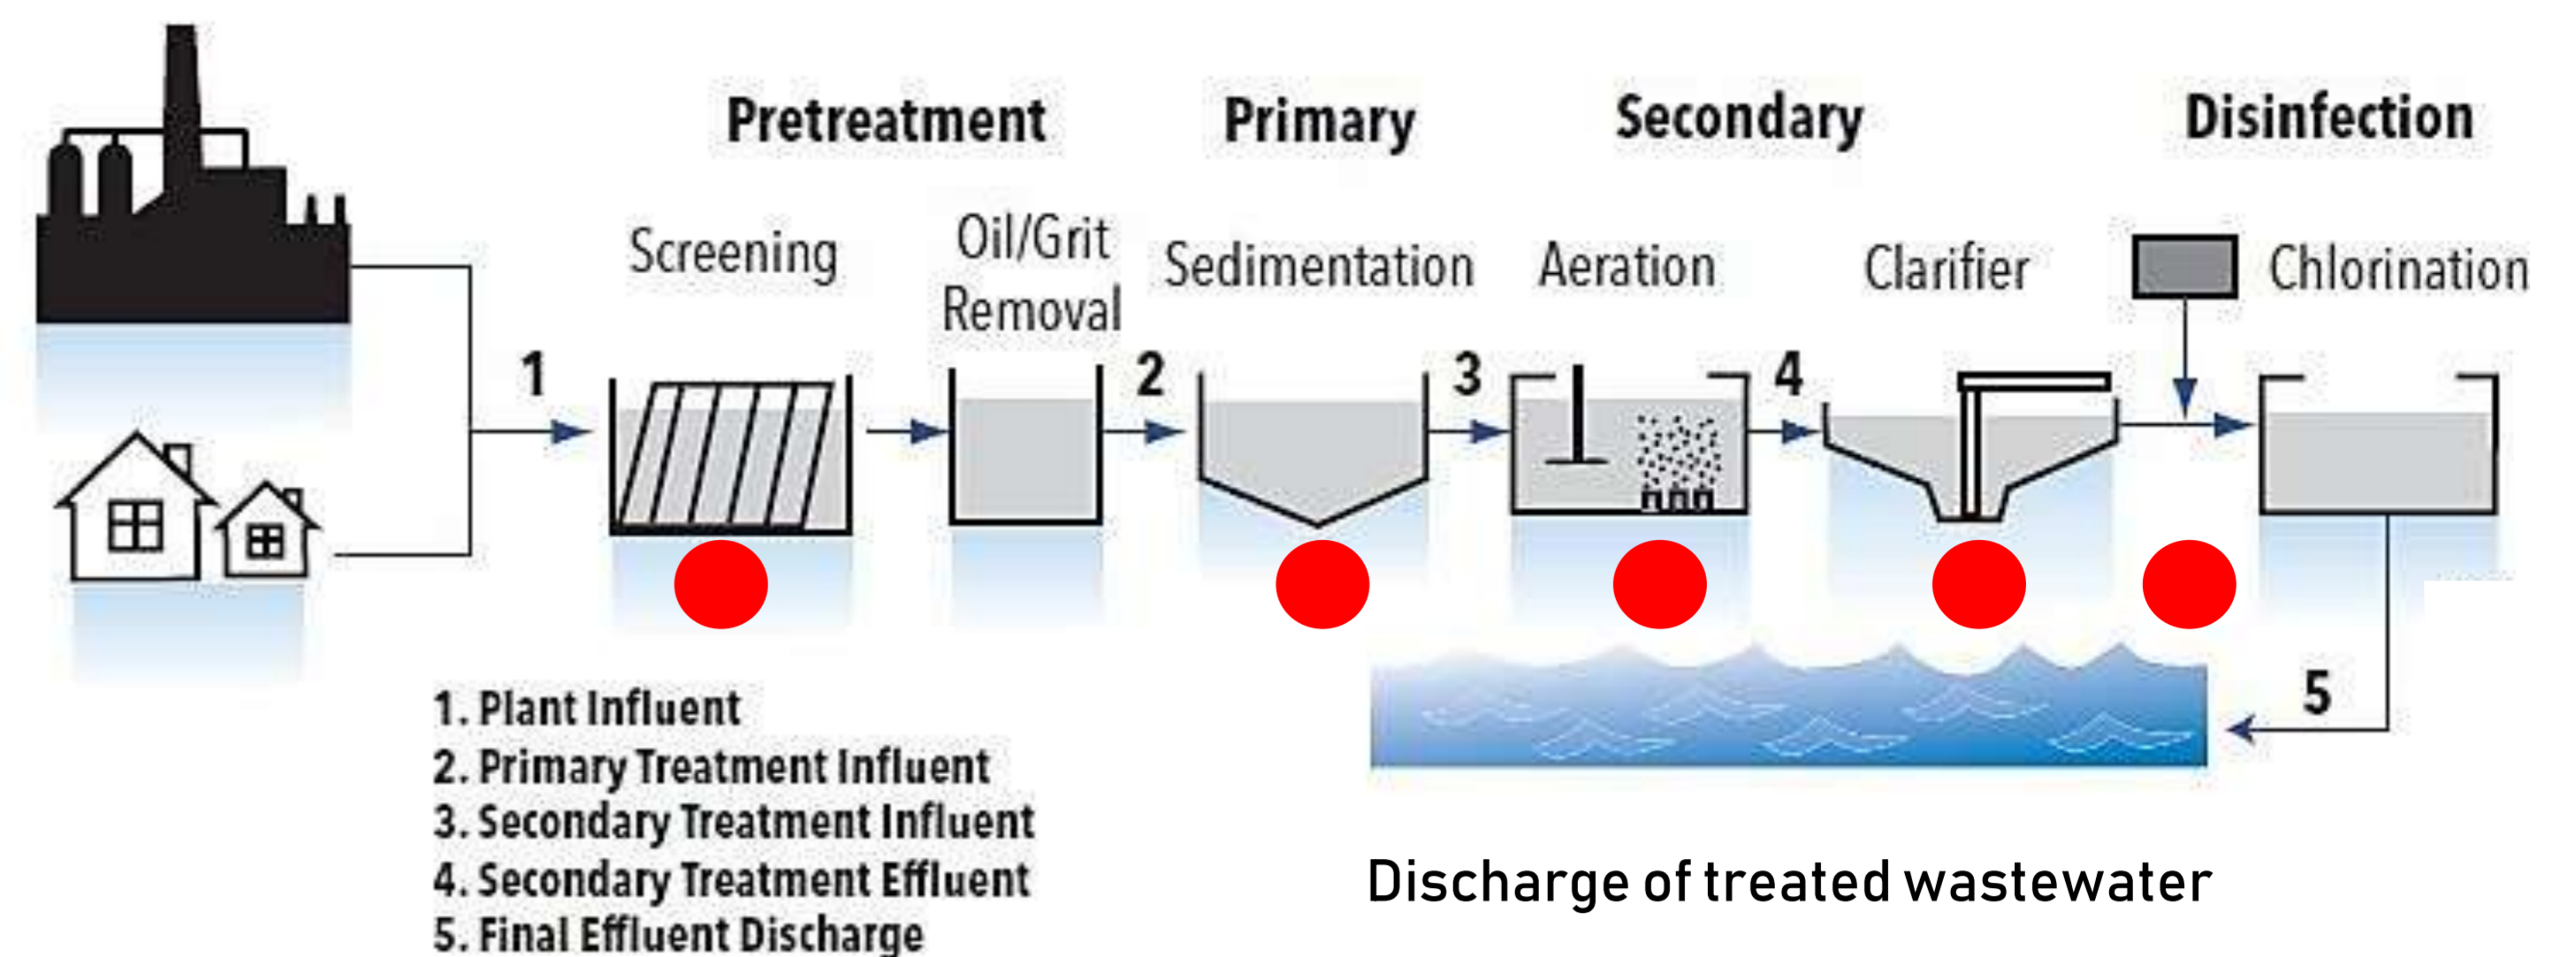 Pretreatment
Primary
Secondary
Disinfection
Screening
Oil/Grit
Removal
Sedimentation
Aeration
Clarifier
Chlorination
1
2
3
4
5
1. Plant Influent
2. Primary Treatment Influent
3. Secondary Treatment Influent
4. Secondary Treatment Effluent
5. Final Effluent Discharge
Discharge of treated wastewater